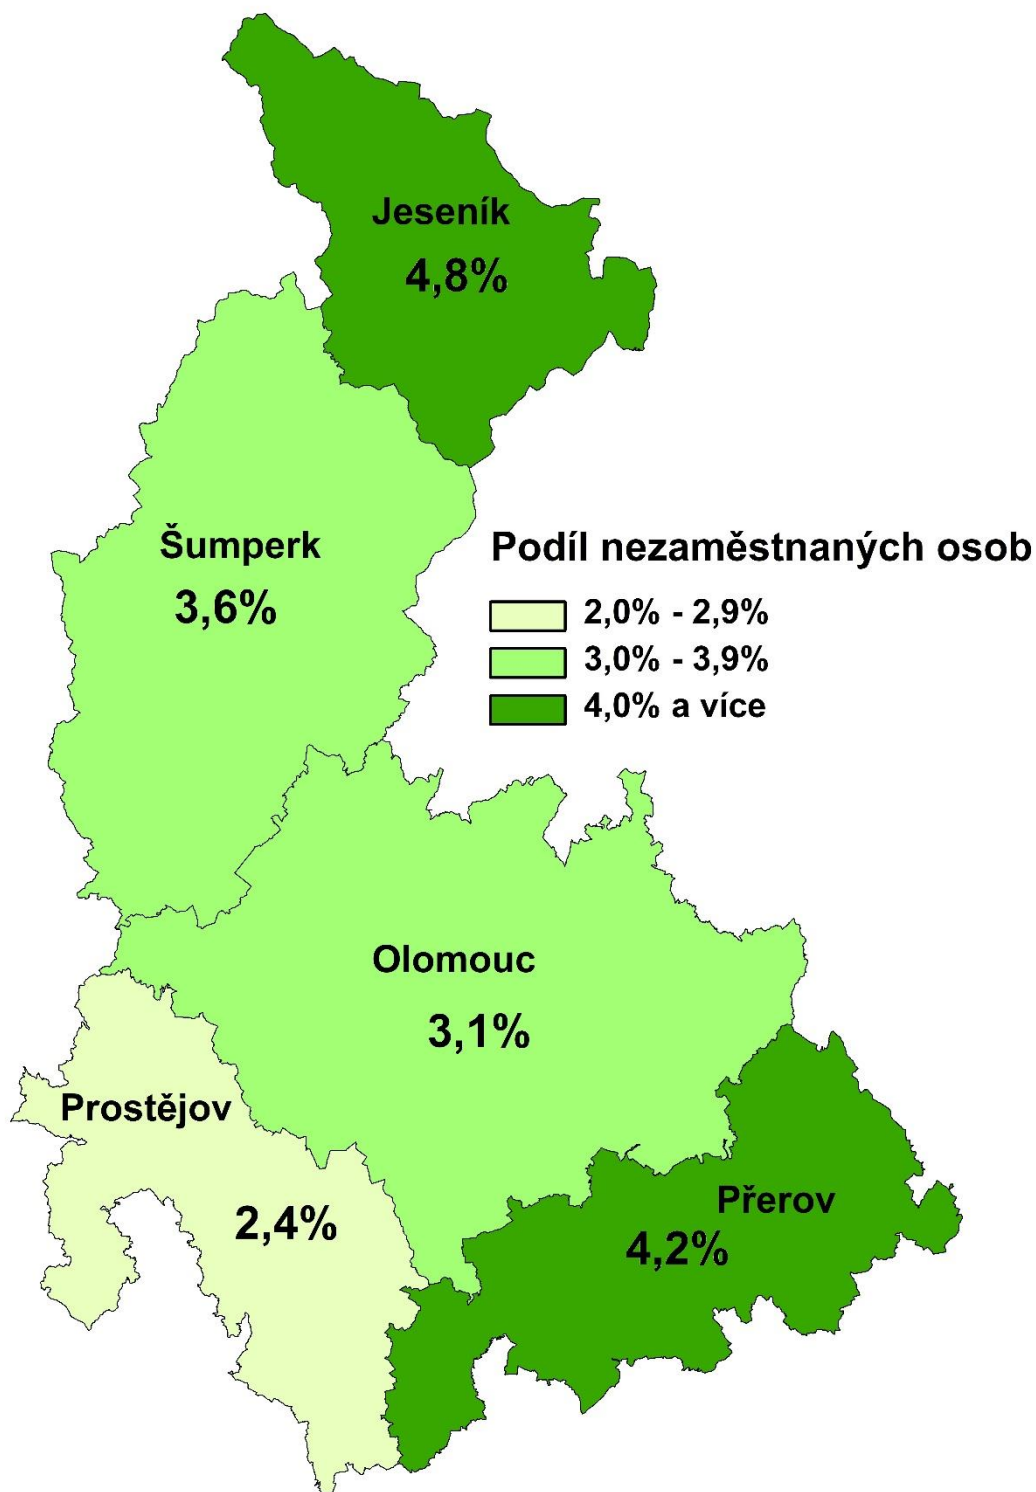 Jeseník
4,8%
Šumperk
3,6%
Podíl nezaměstnaných osob
2,0% - 2,9%
3,0% - 3,9%
4,0% a více
Olomouc
3,1%
Prostějov
2,4%
Přerov
4,2%